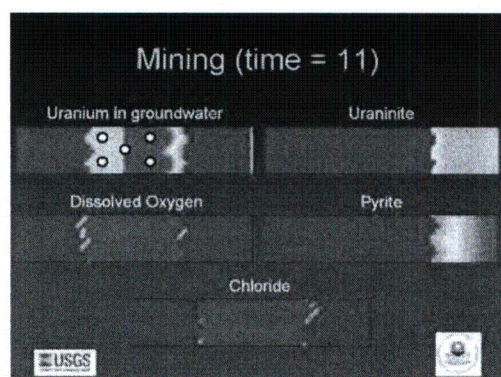 Mining (time = 11)
Uranium in groundwater
Uraninite
Dissolved Oxygen
Pyrite
Chloride
USGS